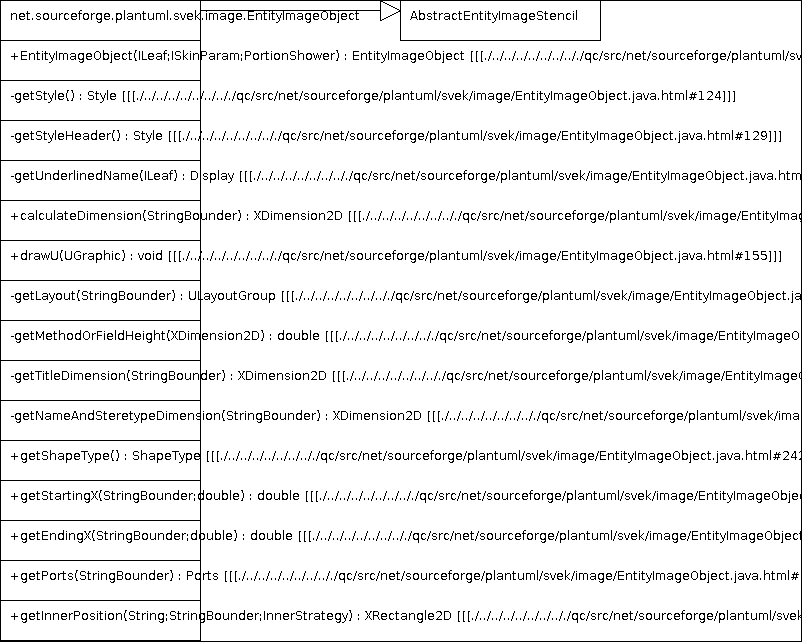 net.sourceforge.plantuml.svek.image.EntityImageObject
AbstractEntityImageStencil
+EntityImageObject(ILeaf;ISkinParam;PortionShower) : EntityImageObject [[[./../../../../../../../../qc/src/net/sourceforge/plantuml/sv
-getStyle() : Style [[[./../../../../../../../../qc/src/net/sourceforge/plantuml/svek/image/EntityImageObject.java.html#124]]]
-getStyleHeader() : Style [[[./../../../../../../../../qc/src/net/sourceforge/plantuml/svek/image/EntityImageObject.java.html#129]]]
-getUnderlinedName(ILeaf) : Display [[[./../../../../../../../../qc/src/net/sourceforge/plantuml/svek/image/EntityImageObject.java.htm
+calculateDimension(StringBounder) : XDimension2D [[[./../../../../../../../../qc/src/net/sourceforge/plantuml/svek/image/EntityImag
+drawU(UGraphic) : void [[[./../../../../../../../../qc/src/net/sourceforge/plantuml/svek/image/EntityImageObject.java.html#155]]]
-getLayout(StringBounder) : ULayoutGroup [[[./../../../../../../../../qc/src/net/sourceforge/plantuml/svek/image/EntityImageObject.ja
-getMethodOrFieldHeight(XDimension2D) : double [[[./../../../../../../../../qc/src/net/sourceforge/plantuml/svek/image/EntityImageO
-getTitleDimension(StringBounder) : XDimension2D [[[./../../../../../../../../qc/src/net/sourceforge/plantuml/svek/image/EntityImage
-getNameAndSteretypeDimension(StringBounder) : XDimension2D [[[./../../../../../../../../qc/src/net/sourceforge/plantuml/svek/ima
+getShapeType() : ShapeType [[[./../../../../../../../../qc/src/net/sourceforge/plantuml/svek/image/EntityImageObject.java.html#242
+getStartingX(StringBounder;double) : double [[[./../../../../../../../../qc/src/net/sourceforge/plantuml/svek/image/EntityImageObje
+getEndingX(StringBounder;double) : double [[[./../../../../../../../../qc/src/net/sourceforge/plantuml/svek/image/EntityImageObject
+getPorts(StringBounder) : Ports [[[./../../../../../../../../qc/src/net/sourceforge/plantuml/svek/image/EntityImageObject.java.html#
+getInnerPosition(String;StringBounder;InnerStrategy) : XRectangle2D [[[./../../../../../../../../qc/src/net/sourceforge/plantuml/svek